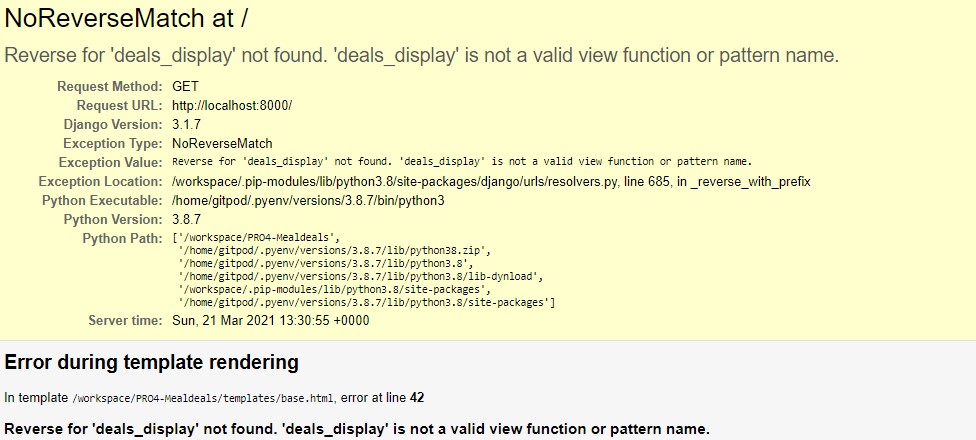 NoReverseMatch at /
Reverse for 'deals_display' not found. 'deals_display' is not a valid view function or pattern name.
Request Method: GET
Request URL: http://localhost:8000/
Django Version: 3.1.7
Exception Type: NoReverseMatch
Exception Value: Reverse for 'deals_display' not found. 'deals_display' is not a valid view function or pattern name.
Exception Location: /workspace/.pip-modules/lib/python3.8/site-packages/django/urls/resolvers.py, line 685, in _reverse_with_prefix
Python Executable: /home/gitpod/.pyenv/versions/3.8.7/bin/python3
Python Version: 3.8.7
Python Path: ['/workspace/PRO4-Mealdeals',
'/home/gitpod/.pyenv/versions/3.8.7/lib/python38.zip',
'/home/gitpod/.pyenv/versions/3.8.7/lib/python3.8',
'/home/gitpod/.pyenv/versions/3.8.7/lib/python3.8/lib-dynload',
'/workspace/.pip-modules/lib/python3.8/site-packages',
'/home/gitpod/.pyenv/versions/3.8.7/lib/python3.8/site-packages']
Server time: Sun, 21 Mar 2021 13:30:55 +0000
Error during template rendering
In template /workspace/PRO4-Mealdeals/templates/base.html, error at line 42
Reverse for 'deals_display' not found. 'deals_display' is not a valid view function or pattern name.